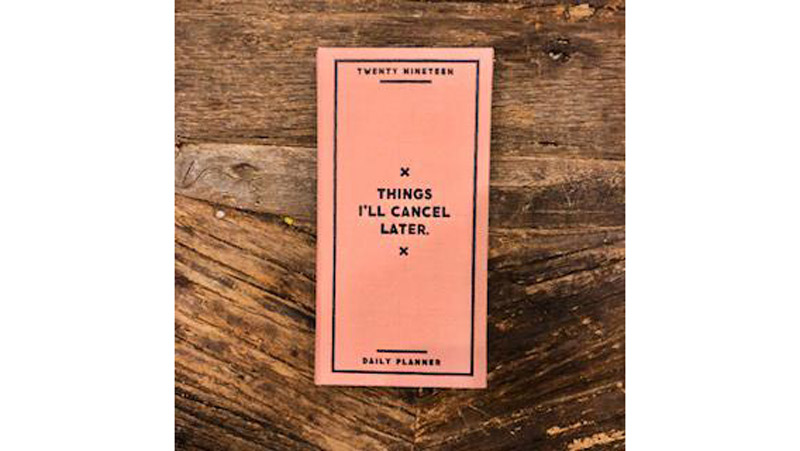 TWENTY NINETEEN
×
THINGS
I'LL CANCEL
LATER.
×
DAILY PLANNER